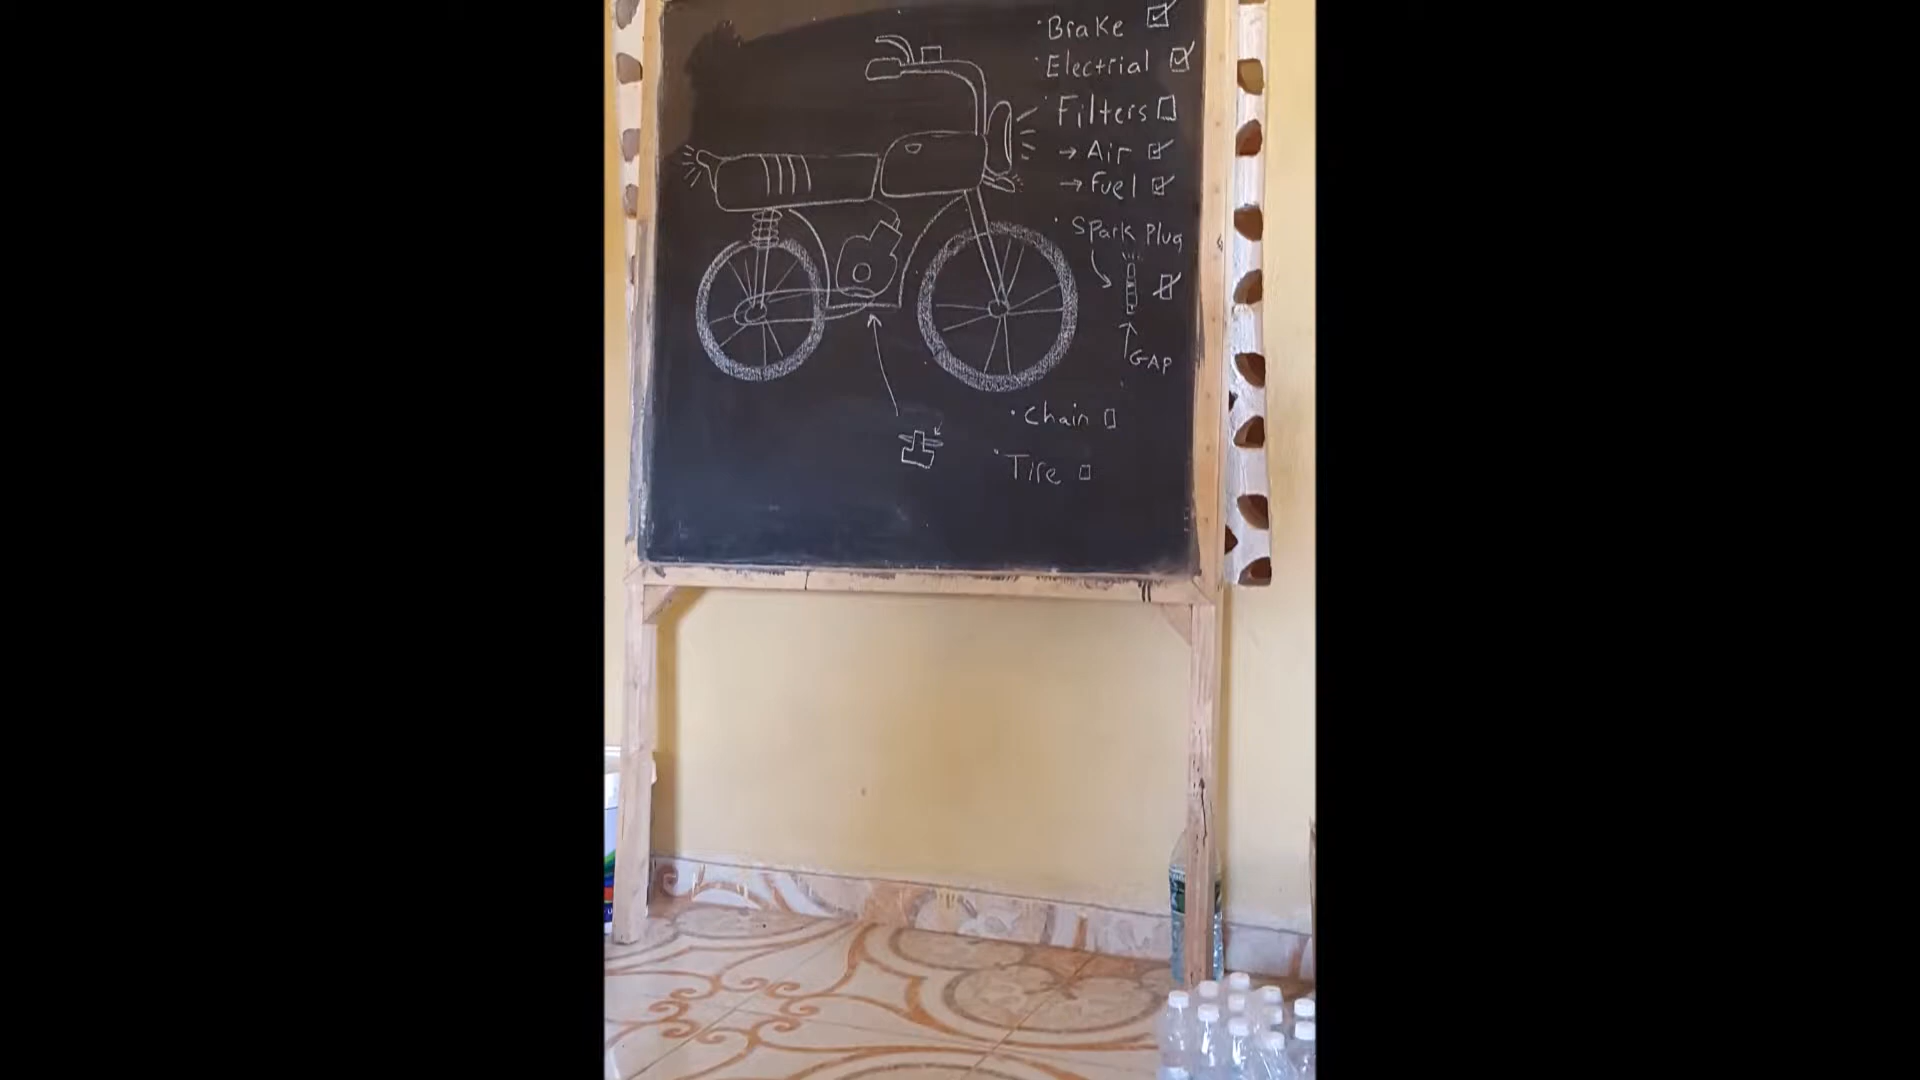 Brake
Electrial
Filters
→ Air
→ Fuel
Spark Plug
GAP
Chain
Tire